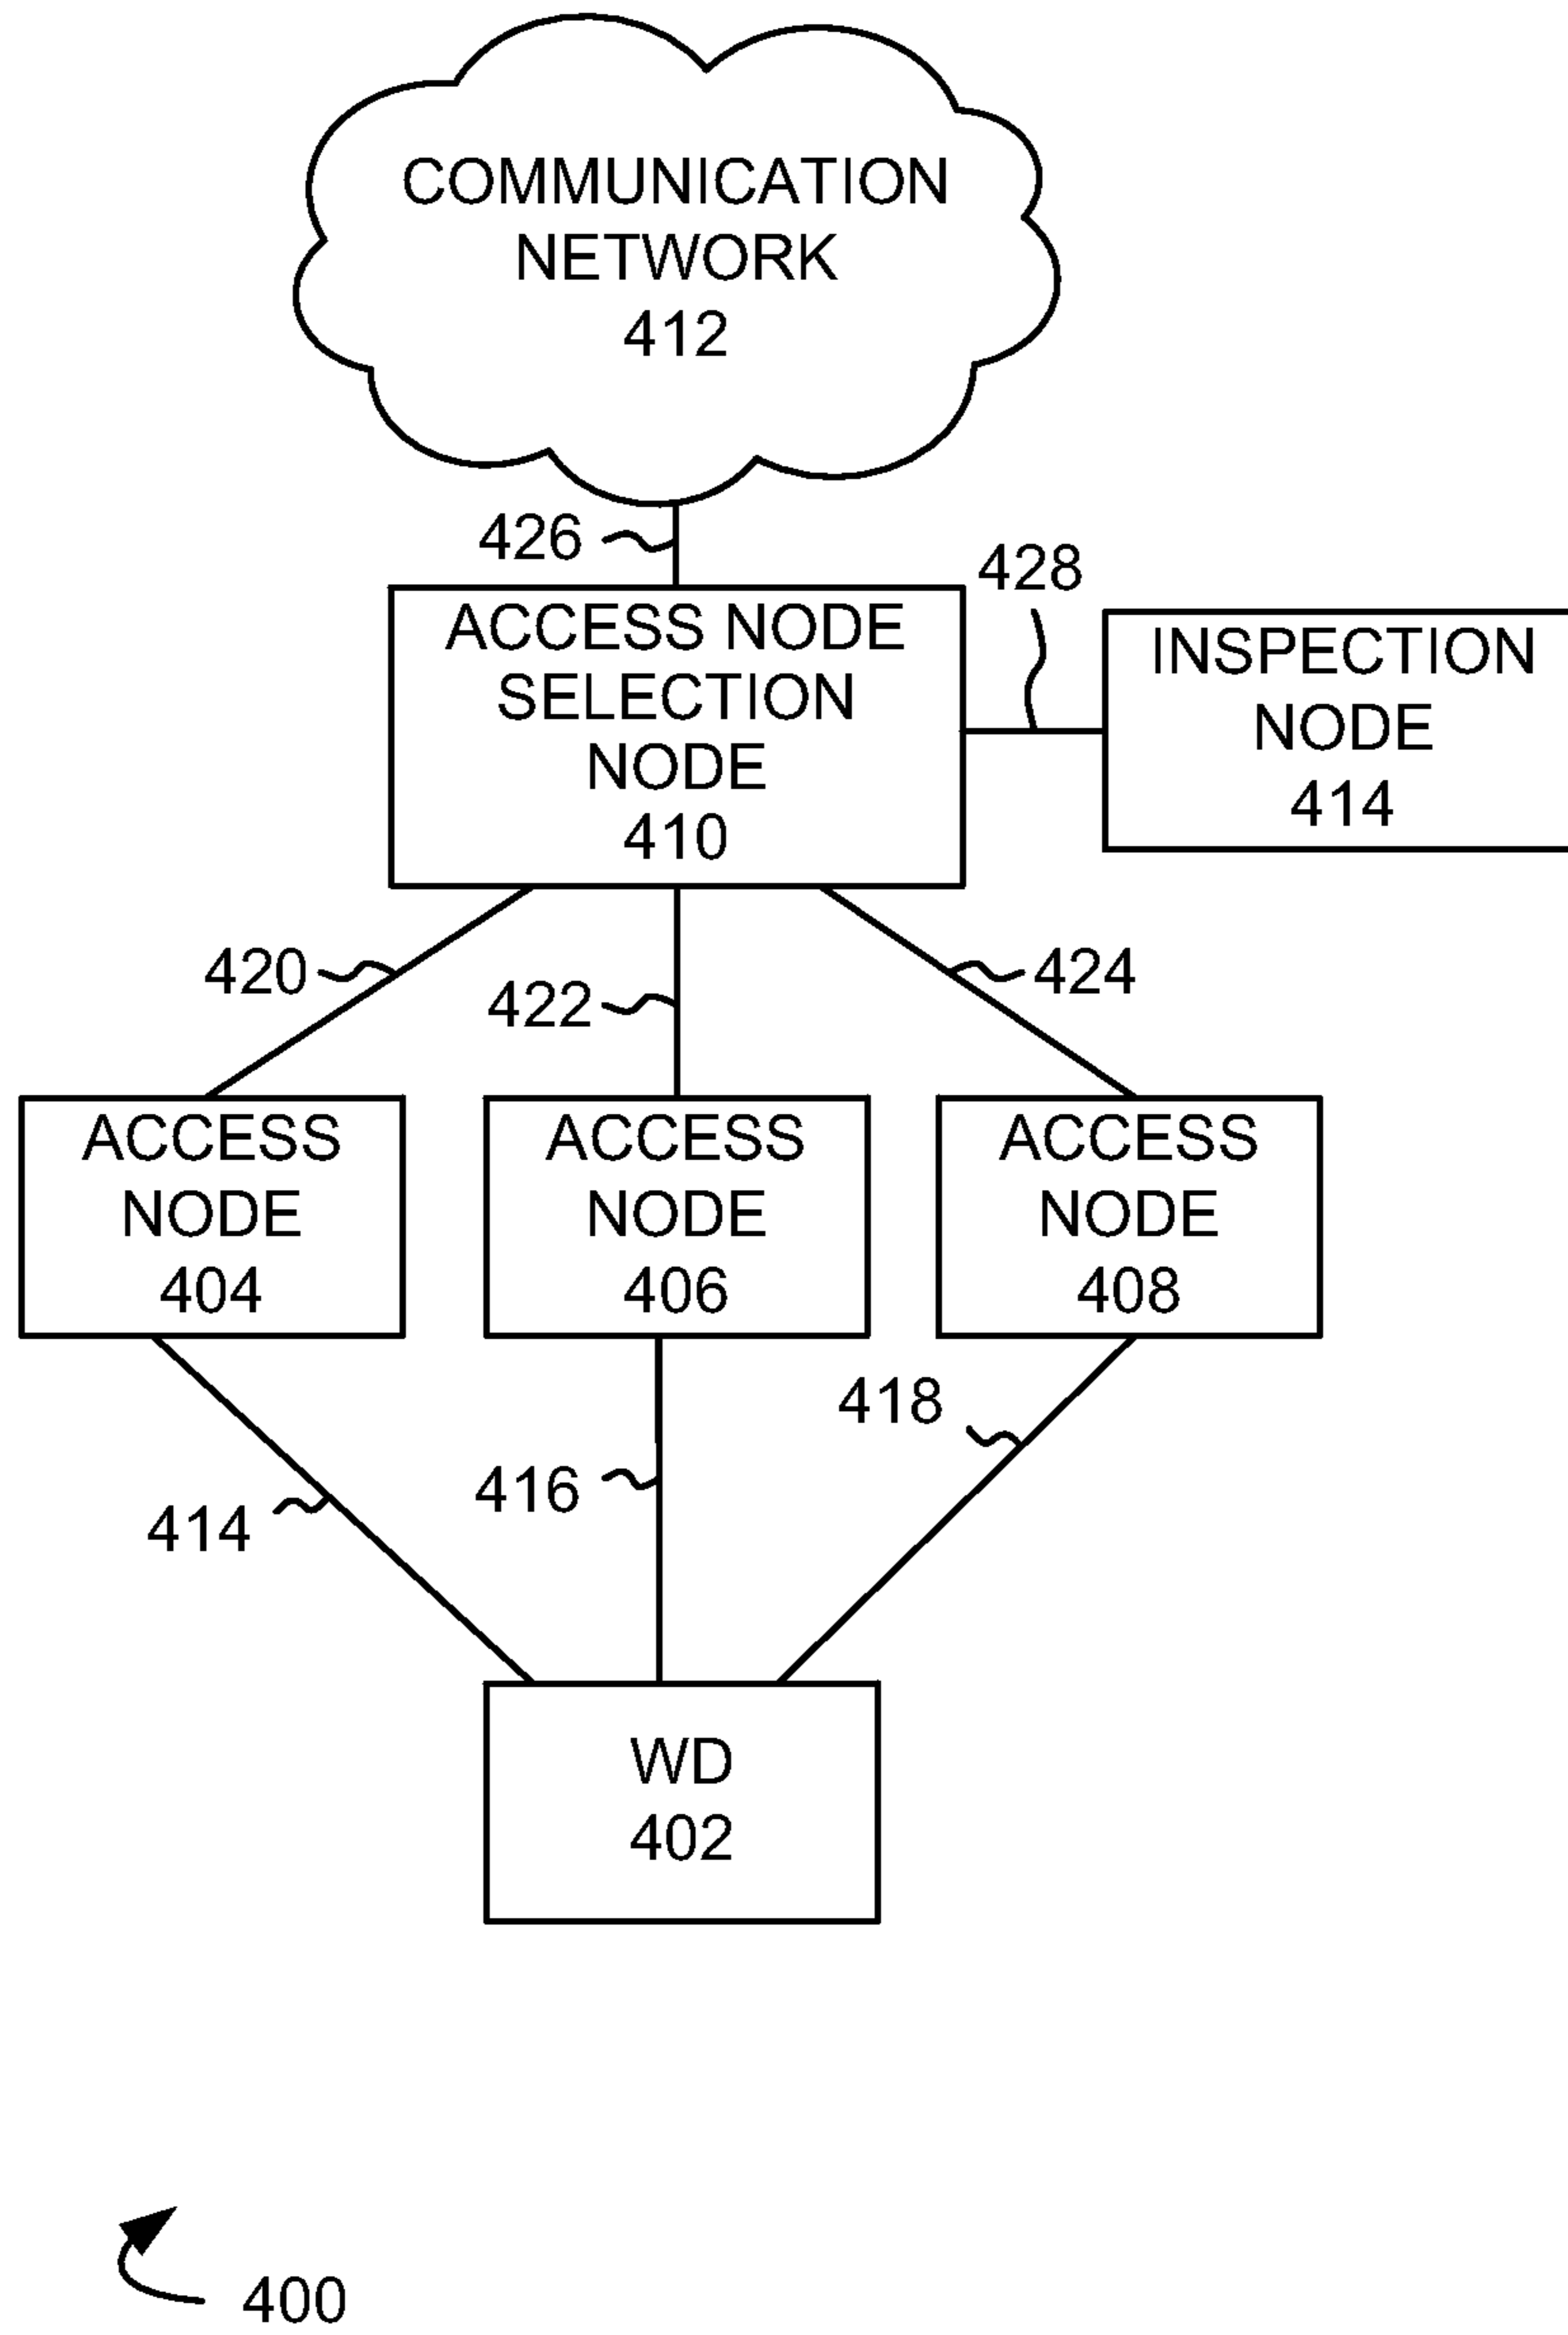 COMMUNICATION
NETWORK
412
426
428
ACCESS NODE
SELECTION
NODE
410
INSPECTION
NODE
414
420
422
424
ACCESS
NODE
404
ACCESS
NODE
406
ACCESS
NODE
408
418
416
414
WD
402
400